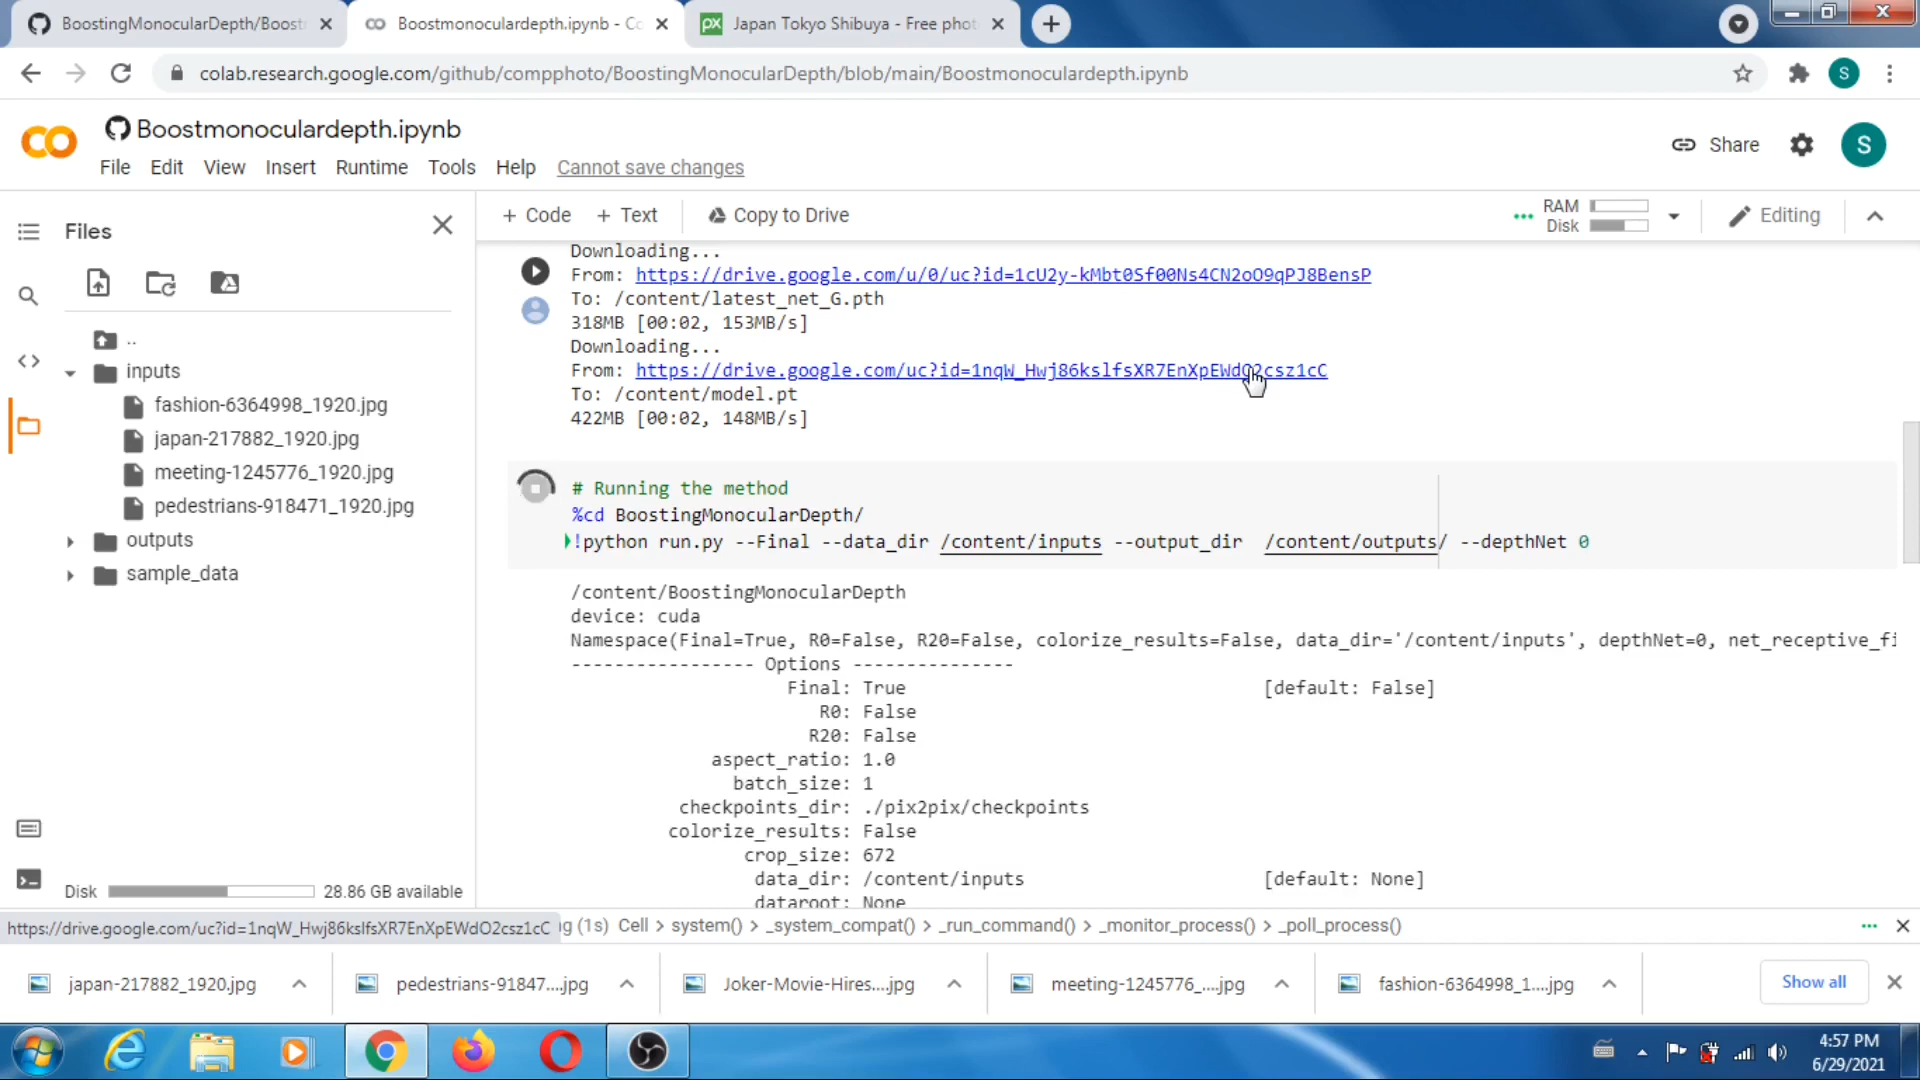 BoostingMonocularDepth/Boost
Boostmonoculardepth.ipynb - Co
Japan Tokyo Shibuya - Free phot
colab.research.google.com/github/compphoto/BoostingMonocularDepth/blob/main/Boostmonoculardepth.ipynb
S
Boostmonoculardepth.ipynb
File Edit View Insert Runtime Tools Help Cannot save changes
Share
S
Files
+ Code + Text Copy to Drive
RAM
Disk
Editing
..
inputs
fashion-6364998_1920.jpg
japan-217882_1920.jpg
meeting-1245776_1920.jpg
pedestrians-918471_1920.jpg
outputs
sample_data
Disk 28.86 GB available
Downloading...
From: https://drive.google.com/u/0/uc?id=1cU2y-kMbt0Sf00Ns4CN2oO9qPJ8BensP
To: /content/latest_net_G.pth
318MB [00:02, 153MB/s]
Downloading...
From: https://drive.google.com/uc?id=1nqW_Hwj86kslfsXR7EnXpEWdO2csz1cC
To: /content/model.pt
422MB [00:02, 148MB/s]
# Running the method
%cd BoostingMonocularDepth/
!python run.py --Final --data_dir /content/inputs --output_dir /content/outputs/ --depthNet 0
/content/BoostingMonocularDepth
device: cuda
Namespace(Final=True, R0=False, R20=False, colorize_results=False, data_dir='/content/inputs', depthNet=0, net_receptive_fi
----------------- Options ---------------
Final: True [default: False]
R0: False
R20: False
aspect_ratio: 1.0
batch_size: 1
checkpoints_dir: ./pix2pix/checkpoints
colorize_results: False
crop_size: 672
data_dir: /content/inputs [default: None]
dataroot: None
https://drive.google.com/uc?id=1nqW_Hwj86kslfsXR7EnXpEWdO2csz1cC
g (1s) Cell > system() > _system_compat() > _run_command() > _monitor_process() > _poll_process()
japan-217882_1920.jpg
pedestrians-91847....jpg
Joker-Movie-Hires....jpg
meeting-1245776_....jpg
fashion-6364998_1....jpg
Show all
4:57 PM
6/29/2021